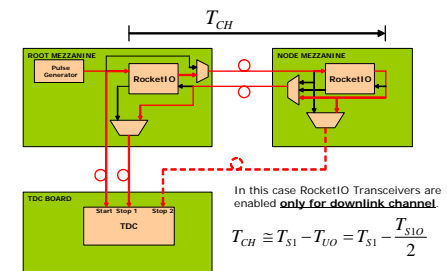 T_CH
ROOT MEZZANINE
NODE MEZZANINE
Pulse
Generator
RocketIO
RocketIO
TDC BOARD
Start Stop 1 Stop 2
TDC
In this case RocketIO Transceivers are
enabled only for downlink channel.
T_CH ≅ T_S1 − T_UO = T_S1 − T_S1O / 2